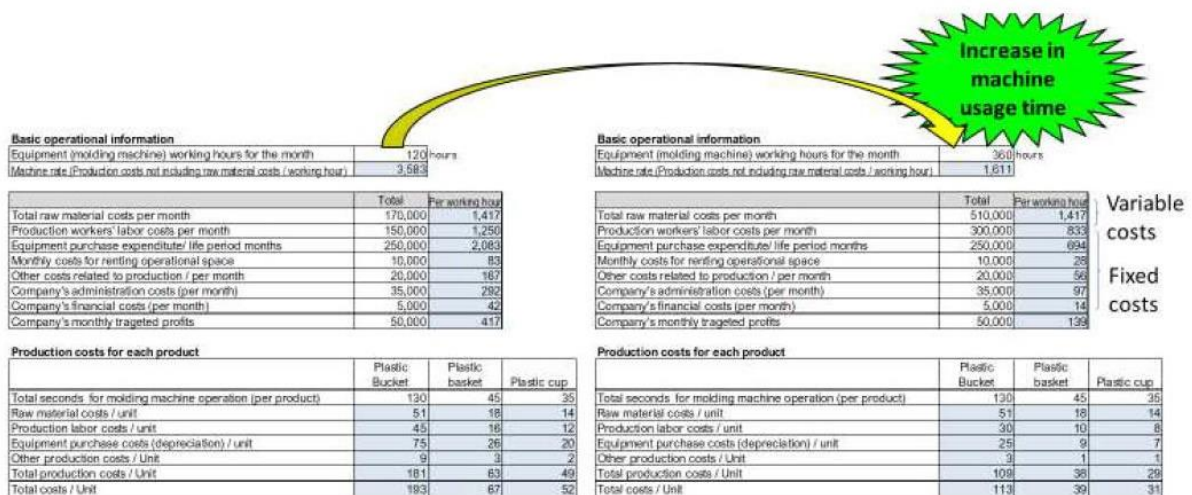 Increase in
machine
usage time
Basic operational information
Equipment (molding machine) working hours for the month 120 hours
Machine rate (Production costs not including raw material costs / working hour) 3,583
Total Per working hour
Total raw material costs per month 170,000 1,417
Production workers' labor costs per month 150,000 1,250
Equipment purchase expenditure/ life period months 250,000 2,083
Monthly costs for renting operational space 10,000 83
Other costs related to production / per month 20,000 167
Company's administration costs (per month) 35,000 292
Company's financial costs (per month) 5,000 42
Company's monthly trageted profits 50,000 417
Production costs for each product
Plastic Bucket Plastic basket Plastic cup
Total seconds for molding machine operation (per product) 130 45 35
Raw material costs / unit 51 18 14
Production labor costs / unit 45 16 12
Equipment purchase costs (depreciation) / unit 75 26 20
Other production costs / Unit 9 3 2
Total production costs / Unit 181 63 49
Total costs / Unit 193 67 52
Basic operational information
Equipment (molding machine) working hours for the month 360 hours
Machine rate (Production costs not including raw material costs / working hour) 1,611
Total Per working hour
Total raw material costs per month 510,000 1,417
Production workers' labor costs per month 300,000 833
Equipment purchase expenditure/ life period months 250,000 694
Monthly costs for renting operational space 10,000 28
Other costs related to production / per month 20,000 56
Company's administration costs (per month) 35,000 97
Company's financial costs (per month) 5,000 14
Company's monthly trageted profits 50,000 139
Variable
costs
Fixed
costs
Production costs for each product
Plastic Bucket Plastic basket Plastic cup
Total seconds for molding machine operation (per product) 130 45 35
Raw material costs / unit 51 18 14
Production labor costs / unit 30 10 8
Equipment purchase costs (depreciation) / unit 25 9 7
Other production costs / Unit 3 1 1
Total production costs / Unit 109 38 29
Total costs / Unit 113 39 31